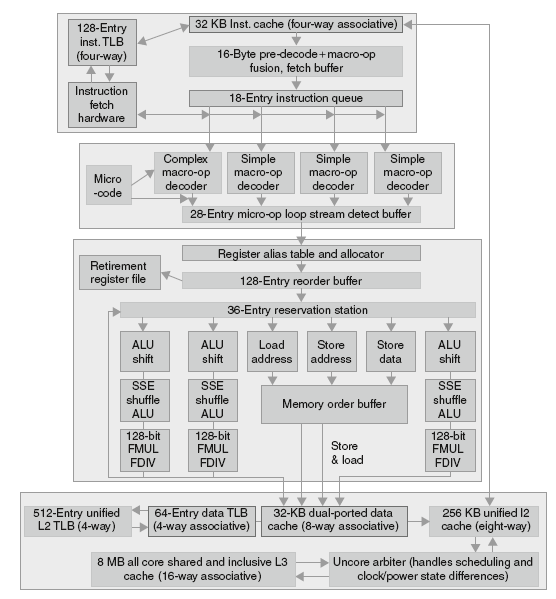 128-Entry
inst. TLB
(four-way)
32 KB Inst. cache (four-way associative)
16-Byte pre-decode+macro-op
fusion, fetch buffer
Instruction
fetch
hardware
18-Entry instruction queue
Micro
-code
Complex
macro-op
decoder
Simple
macro-op
decoder
Simple
macro-op
decoder
Simple
macro-op
decoder
28-Entry micro-op loop stream detect buffer
Register alias table and allocator
Retirement
register file
128-Entry reorder buffer
36-Entry reservation station
ALU
shift
ALU
shift
Load
address
Store
address
Store
data
ALU
shift
SSE
shuffle
ALU
SSE
shuffle
ALU
Memory order buffer
SSE
shuffle
ALU
128-bit
FMUL
FDIV
128-bit
FMUL
FDIV
Store
& load
128-bit
FMUL
FDIV
512-Entry unified
L2 TLB (4-way)
64-Entry data TLB
(4-way associative)
32-KB dual-ported data
cache (8-way associative)
256 KB unified l2
cache (eight-way)
8 MB all core shared and inclusive L3
cache (16-way associative)
Uncore arbiter (handles scheduling and
clock/power state differences)